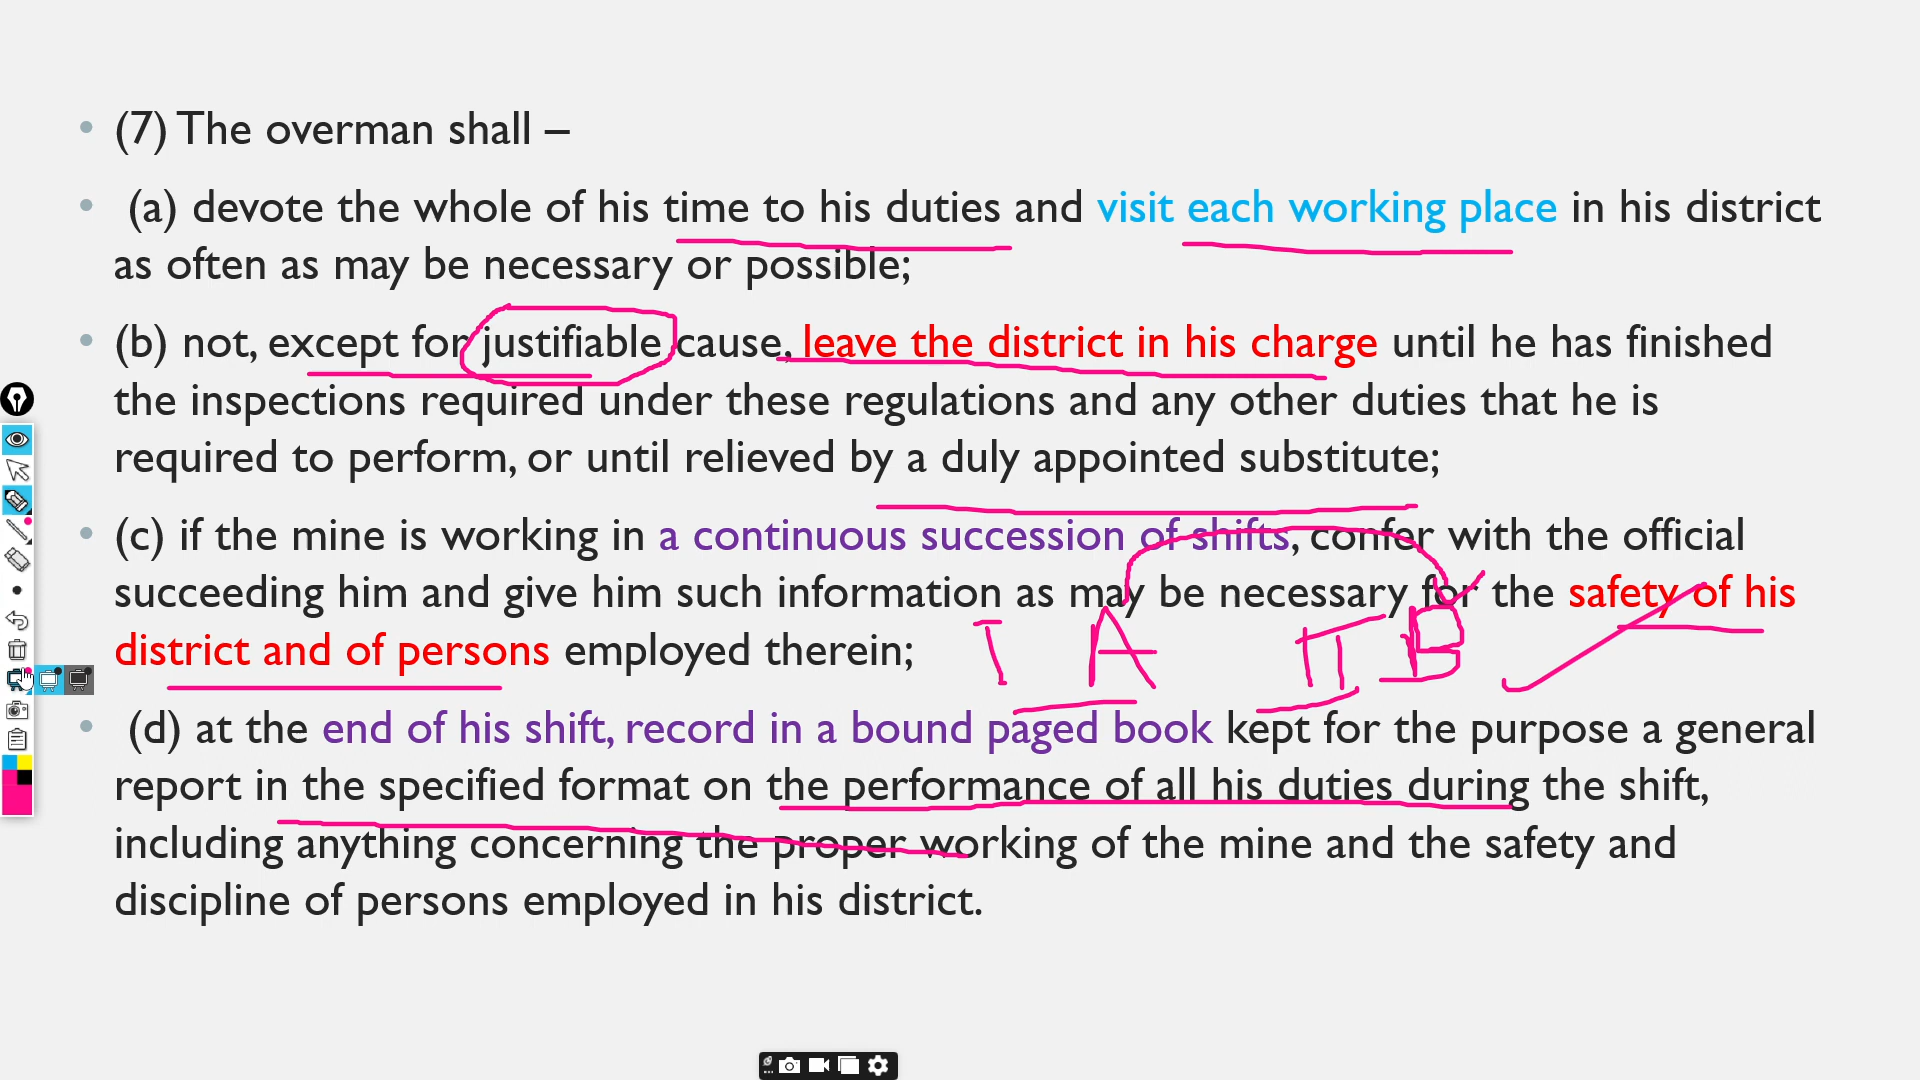 • (7) The overman shall –
• (a) devote the whole of his time to his duties and visit each working place in his district
as often as may be necessary or possible;
• (b) not, except for justifiable cause, leave the district in his charge until he has finished
the inspections required under these regulations and any other duties that he is
required to perform, or until relieved by a duly appointed substitute;
• (c) if the mine is working in a continuous succession of shifts, confer with the official
succeeding him and give him such information as may be necessary for the safety of his
district and of persons employed therein;
I A II B
• (d) at the end of his shift, record in a bound paged book kept for the purpose a general
report in the specified format on the performance of all his duties during the shift,
including anything concerning the proper working of the mine and the safety and
discipline of persons employed in his district.